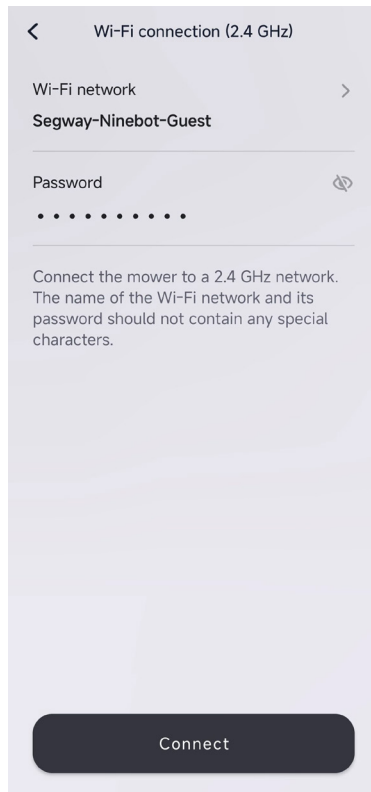 Wi-Fi connection (2.4 GHz)
Wi-Fi network
Segway-Ninebot-Guest
Password
• • • • • • • • • •
Connect the mower to a 2.4 GHz network.
The name of the Wi-Fi network and its
password should not contain any special
characters.
Connect